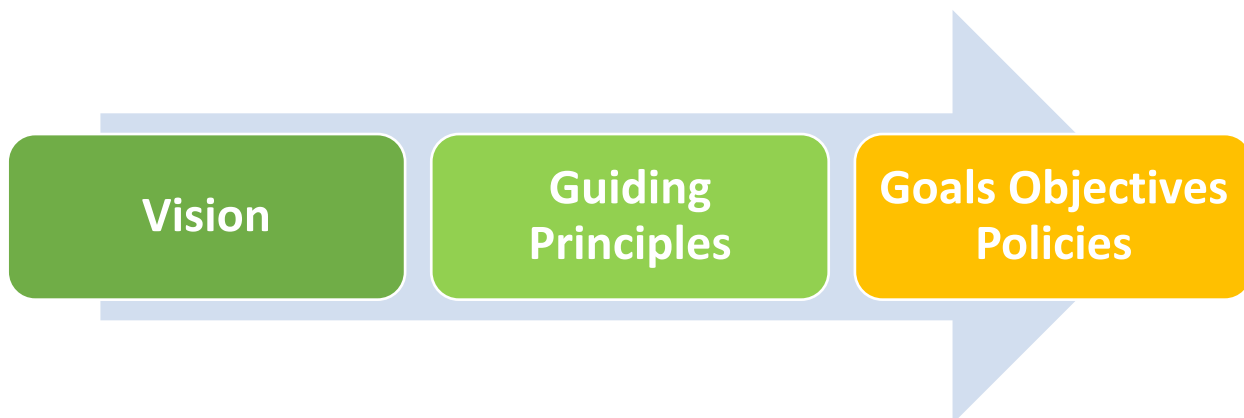 Vision
Guiding
Principles
Goals Objectives
Policies